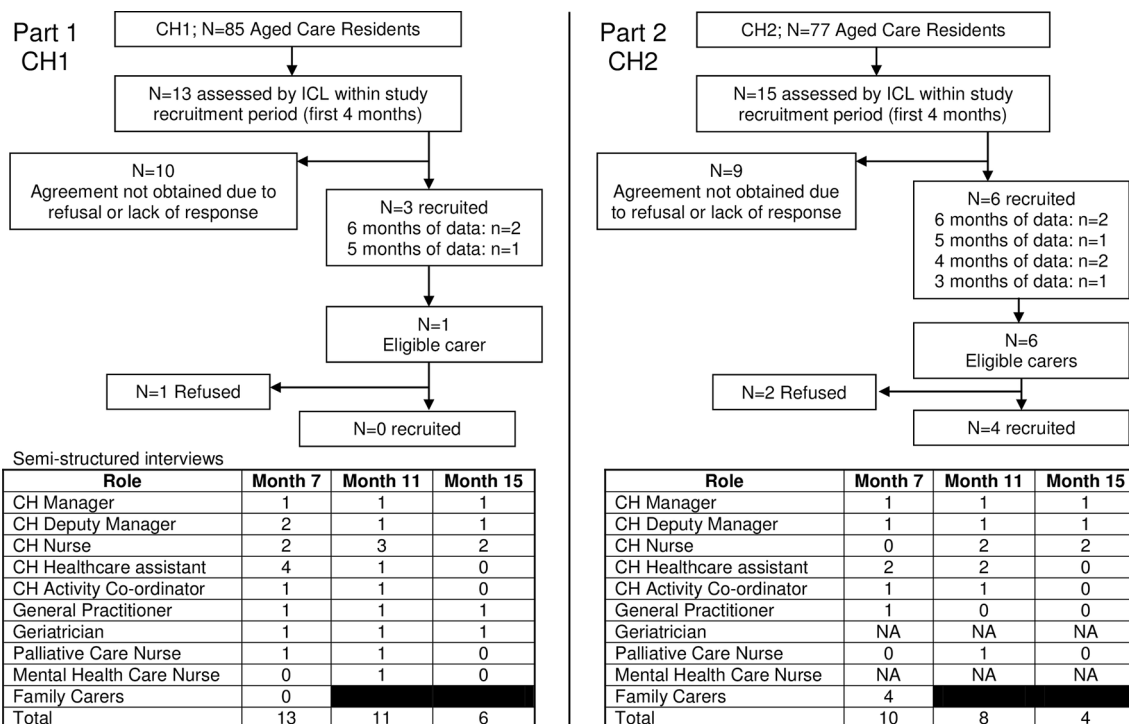 Part 1
CH1
CH1; N=85 Aged Care Residents
N=13 assessed by ICL within study
recruitment period (first 4 months)
N=10
Agreement not obtained due to
refusal or lack of response
N=3 recruited
6 months of data: n=2
5 months of data: n=1
N=1
Eligible carer
N=1 Refused
N=0 recruited
Semi-structured interviews
Role Month 7 Month 11 Month 15
CH Manager 1 1 1
CH Deputy Manager 2 1 1
CH Nurse 2 3 2
CH Healthcare assistant 4 1 0
CH Activity Co-ordinator 1 1 0
General Practitioner 1 1 1
Geriatrician 1 1 1
Palliative Care Nurse 1 1 0
Mental Health Care Nurse 0 1 0
Family Carers 0
Total 13 11 6
Part 2
CH2
CH2; N=77 Aged Care Residents
N=15 assessed by ICL within study
recruitment period (first 4 months)
N=9
Agreement not obtained due
to refusal or lack of response
N=6 recruited
6 months of data: n=2
5 months of data: n=1
4 months of data: n=2
3 months of data: n=1
N=6
Eligible carers
N=2 Refused
N=4 recruited
Role Month 7 Month 11 Month 15
CH Manager 1 1 1
CH Deputy Manager 1 1 1
CH Nurse 0 2 2
CH Healthcare assistant 2 2 0
CH Activity Co-ordinator 1 1 0
General Practitioner 1 0 0
Geriatrician NA NA NA
Palliative Care Nurse 0 1 0
Mental Health Care Nurse NA NA NA
Family Carers 4
Total 10 8 4